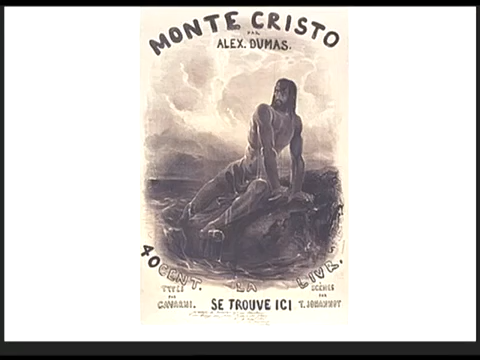 MONTE CRISTO
PAR
ALEX. DUMAS.
40 CENT. LA LIVR.
TYPES
PAR
GAVARNI.
SE TROUVE ICI
SCÈNES
PAR
T. JOHANNOT